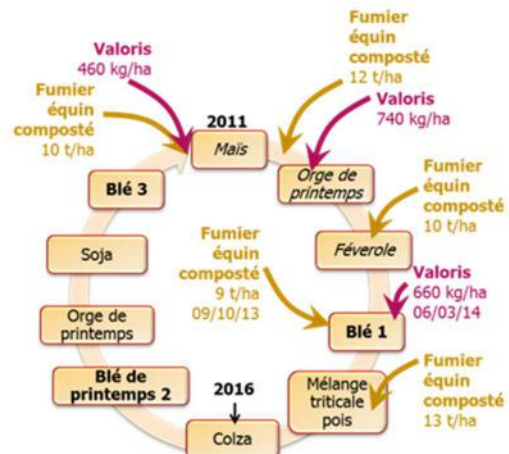 Valoris
460 kg/ha
Fumier
équin
composté
10 t/ha
2011
Maïs
Fumier
équin
composté
12 t/ha
Valoris
740 kg/ha
Orge de
printemps
Fumier
équin
composté
10 t/ha
Féverole
Fumier
équin
composté
9 t/ha
09/10/13
Valoris
660 kg/ha
06/03/14
Blé 1
Fumier
équin
composté
13 t/ha
Mélange
triticale
pois
2016
Colza
Blé de
printemps 2
Orge de
printemps
Soja
Blé 3